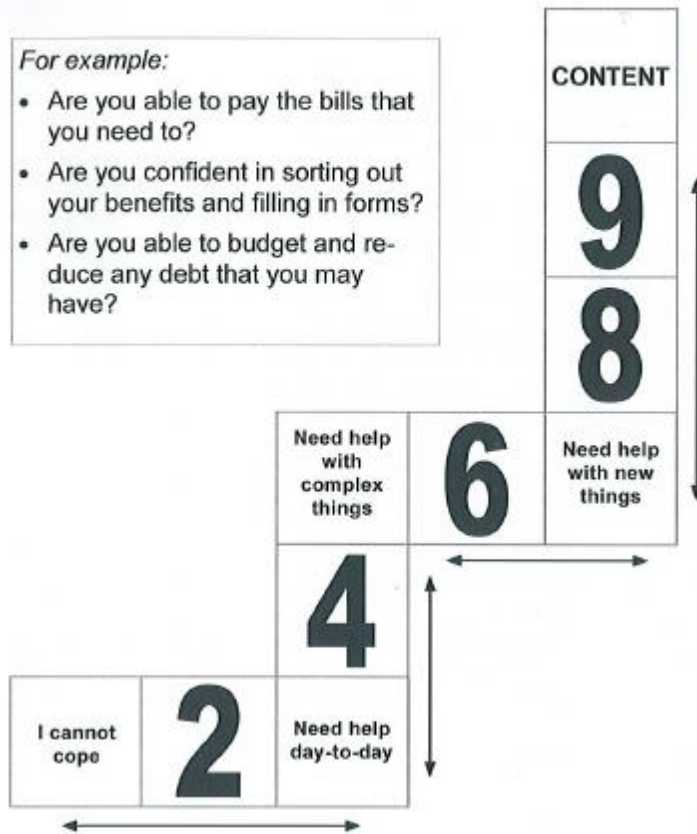 For example:
• Are you able to pay the bills that
you need to?
• Are you confident in sorting out
your benefits and filling in forms?
• Are you able to budget and re-
duce any debt that you may
have?
CONTENT
9
8
Need help
with
complex
things
6
Need help
with new
things
4
I cannot
cope
2
Need help
day-to-day